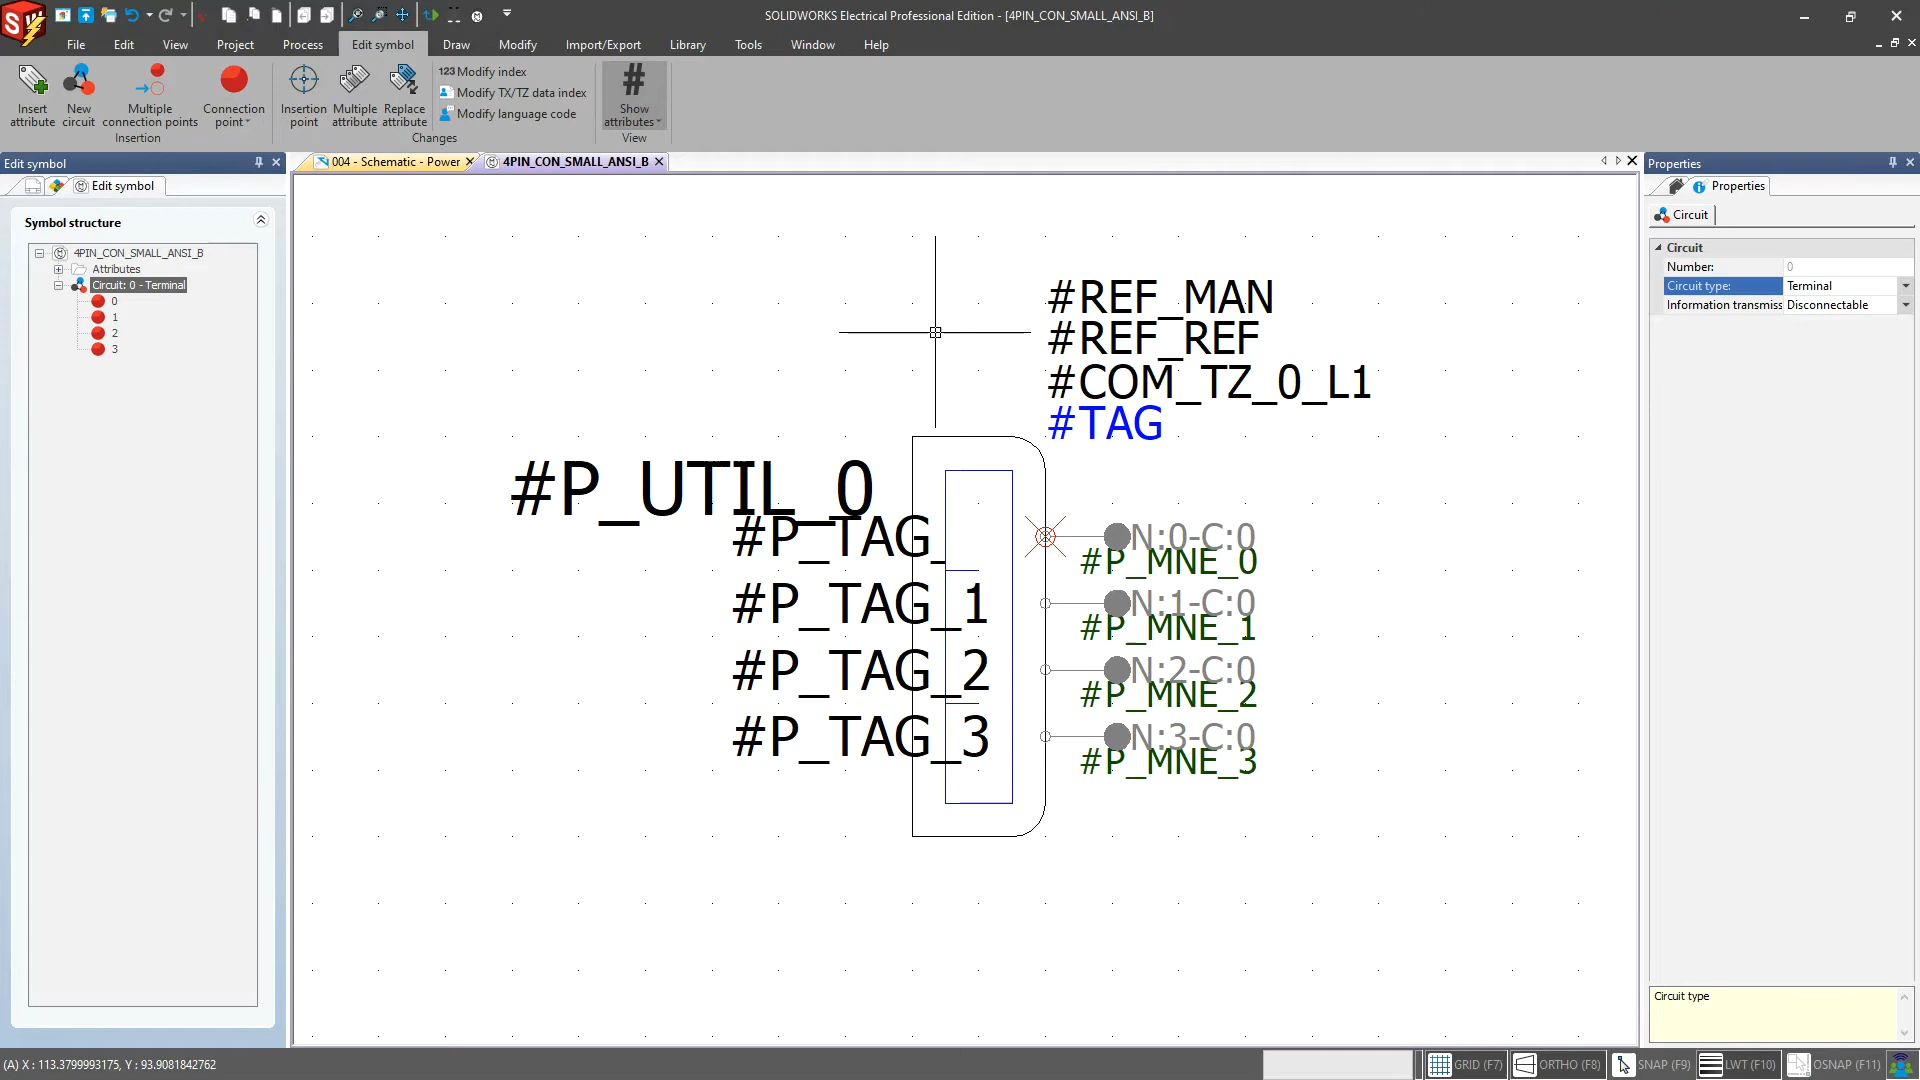 SOLIDWORKS Electrical Professional Edition - [4PIN_CON_SMALL_ANSI_B]
File Edit View Project Process Edit symbol Draw Modify Import/Export Library Tools Window Help
Insert attribute
New circuit
Multiple connection points
Connection point
Insertion
Insertion point
Multiple attribute
Replace attribute
123 Modify index
Modify TX/TZ data index
Modify language code
Changes
# Show attributes
View
Edit symbol
Edit symbol
Symbol structure
4PIN_CON_SMALL_ANSI_B
Attributes
Circuit: 0 - Terminal
0
1
2
3
004 - Schematic - Power
4PIN_CON_SMALL_ANSI_B
#REF_MAN
#REF_REF
#COM_TZ_0_L1
#TAG
#P_UTIL_0
#P_TAG_
#P_TAG_1
#P_TAG_2
#P_TAG_3
N:0-C:0
#P_MNE_0
N:1-C:0
#P_MNE_1
N:2-C:0
#P_MNE_2
N:3-C:0
#P_MNE_3
Properties
Properties
Circuit
Circuit
Number: 0
Circuit type: Terminal
Information transmiss Disconnectable
Circuit type
(A) X : 113.3799993175, Y : 93.9081842762
GRID (F7) ORTHO (F8) SNAP (F9) LWT (F10) OSNAP (F11)